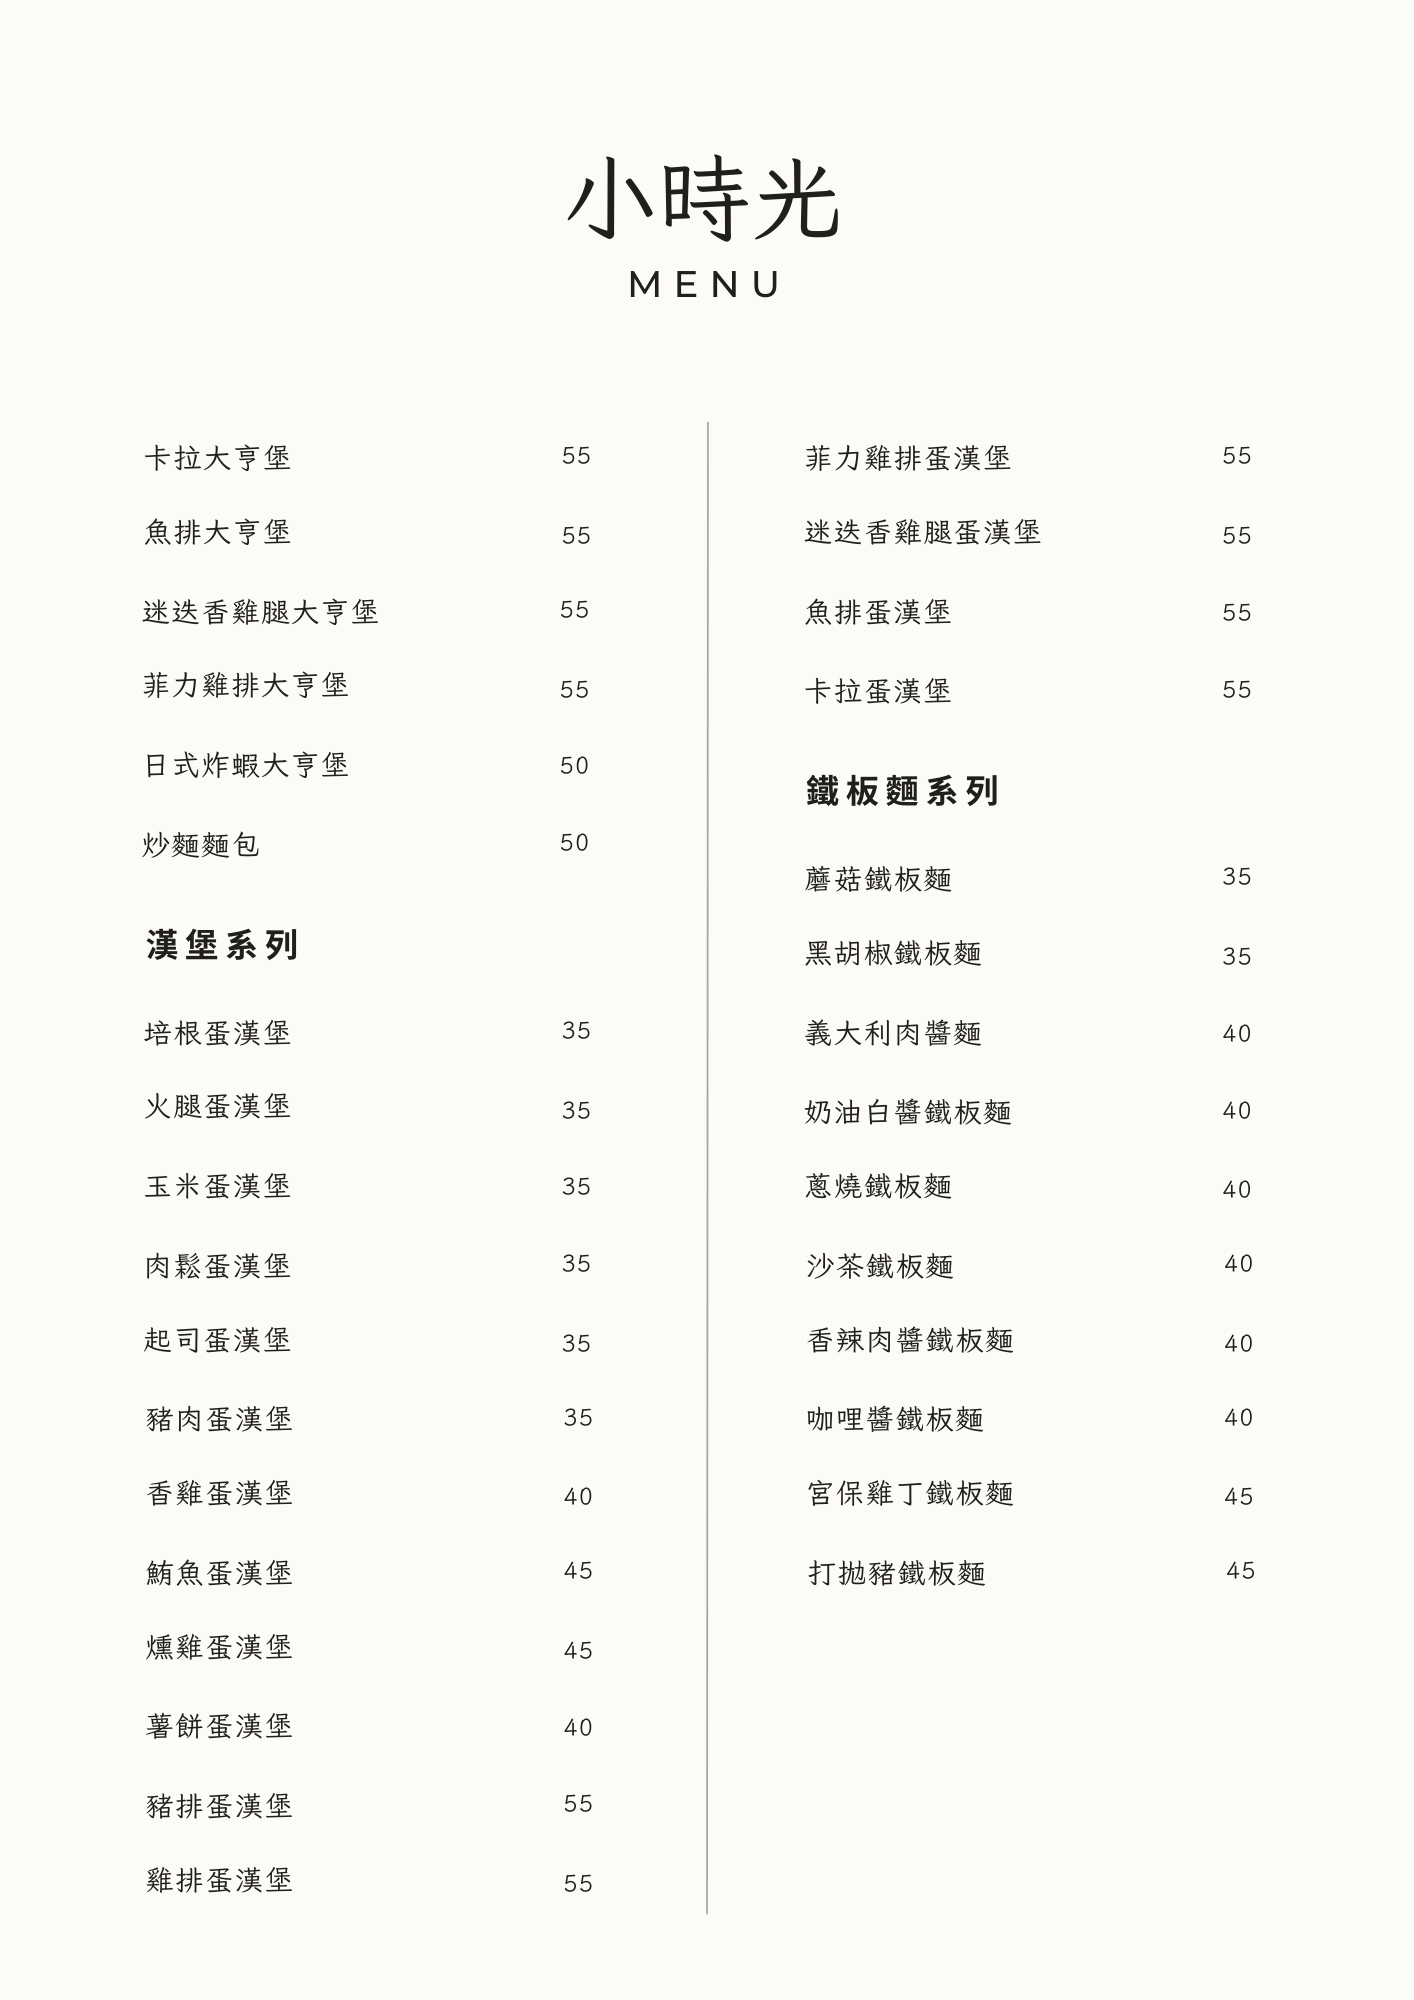 小時光
MENU
卡拉大亨堡 55
魚排大亨堡 55
迷迭香雞腿大亨堡 55
菲力雞排大亨堡 55
日式炸蝦大亨堡 50
炒麵麵包 50
漢堡系列
培根蛋漢堡 35
火腿蛋漢堡 35
玉米蛋漢堡 35
肉鬆蛋漢堡 35
起司蛋漢堡 35
豬肉蛋漢堡 35
香雞蛋漢堡 40
鮪魚蛋漢堡 45
燻雞蛋漢堡 45
薯餅蛋漢堡 40
豬排蛋漢堡 55
雞排蛋漢堡 55
菲力雞排蛋漢堡 55
迷迭香雞腿蛋漢堡 55
魚排蛋漢堡 55
卡拉蛋漢堡 55
鐵板麵系列
蘑菇鐵板麵 35
黑胡椒鐵板麵 35
義大利肉醬麵 40
奶油白醬鐵板麵 40
蔥燒鐵板麵 40
沙茶鐵板麵 40
香辣肉醬鐵板麵 40
咖哩醬鐵板麵 40
宮保雞丁鐵板麵 45
打拋豬鐵板麵 45